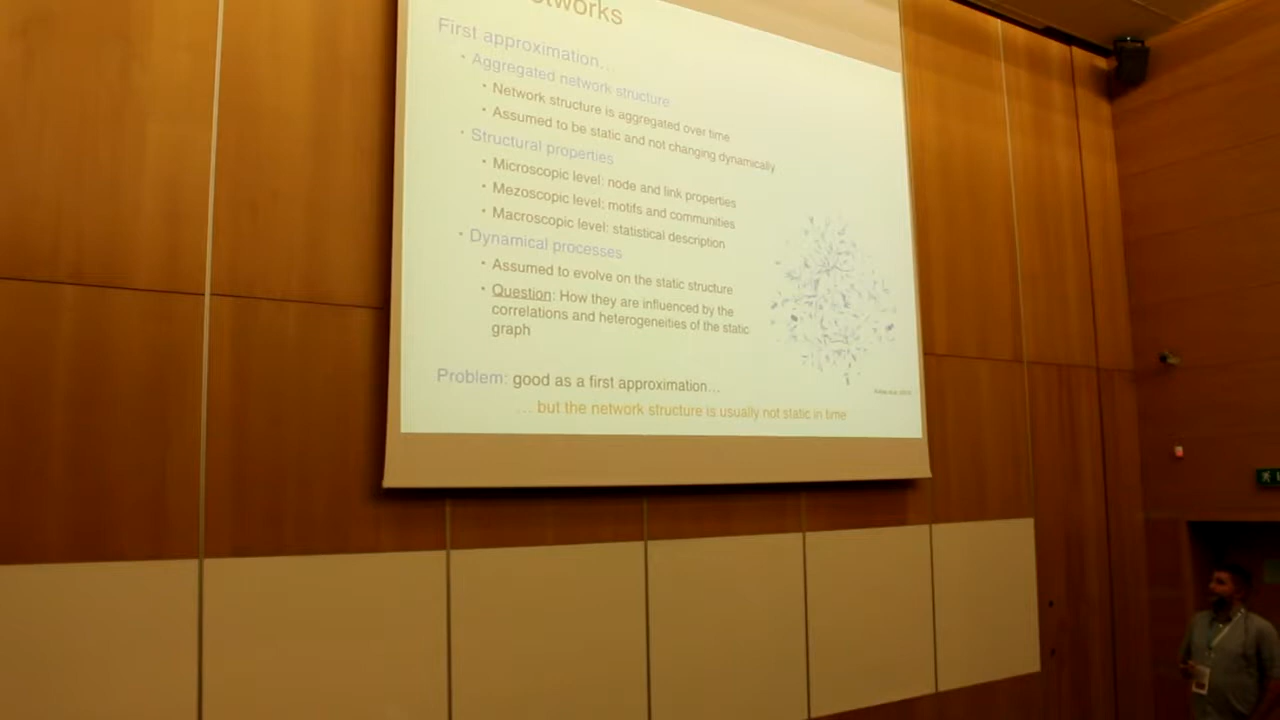 First approximation...
• Aggregated network structure
• Network structure is aggregated over time
• Assumed to be static and not changing dynamically
• Structural properties
• Microscopic level: node and link properties
• Mezoscopic level: motifs and communities
• Macroscopic level: statistical description
• Dynamical processes
• Assumed to evolve on the static structure
• Question: How they are influenced by the
correlations and heterogeneities of the static
graph
Problem: good as a first approximation...
... but the network structure is usually not static in time